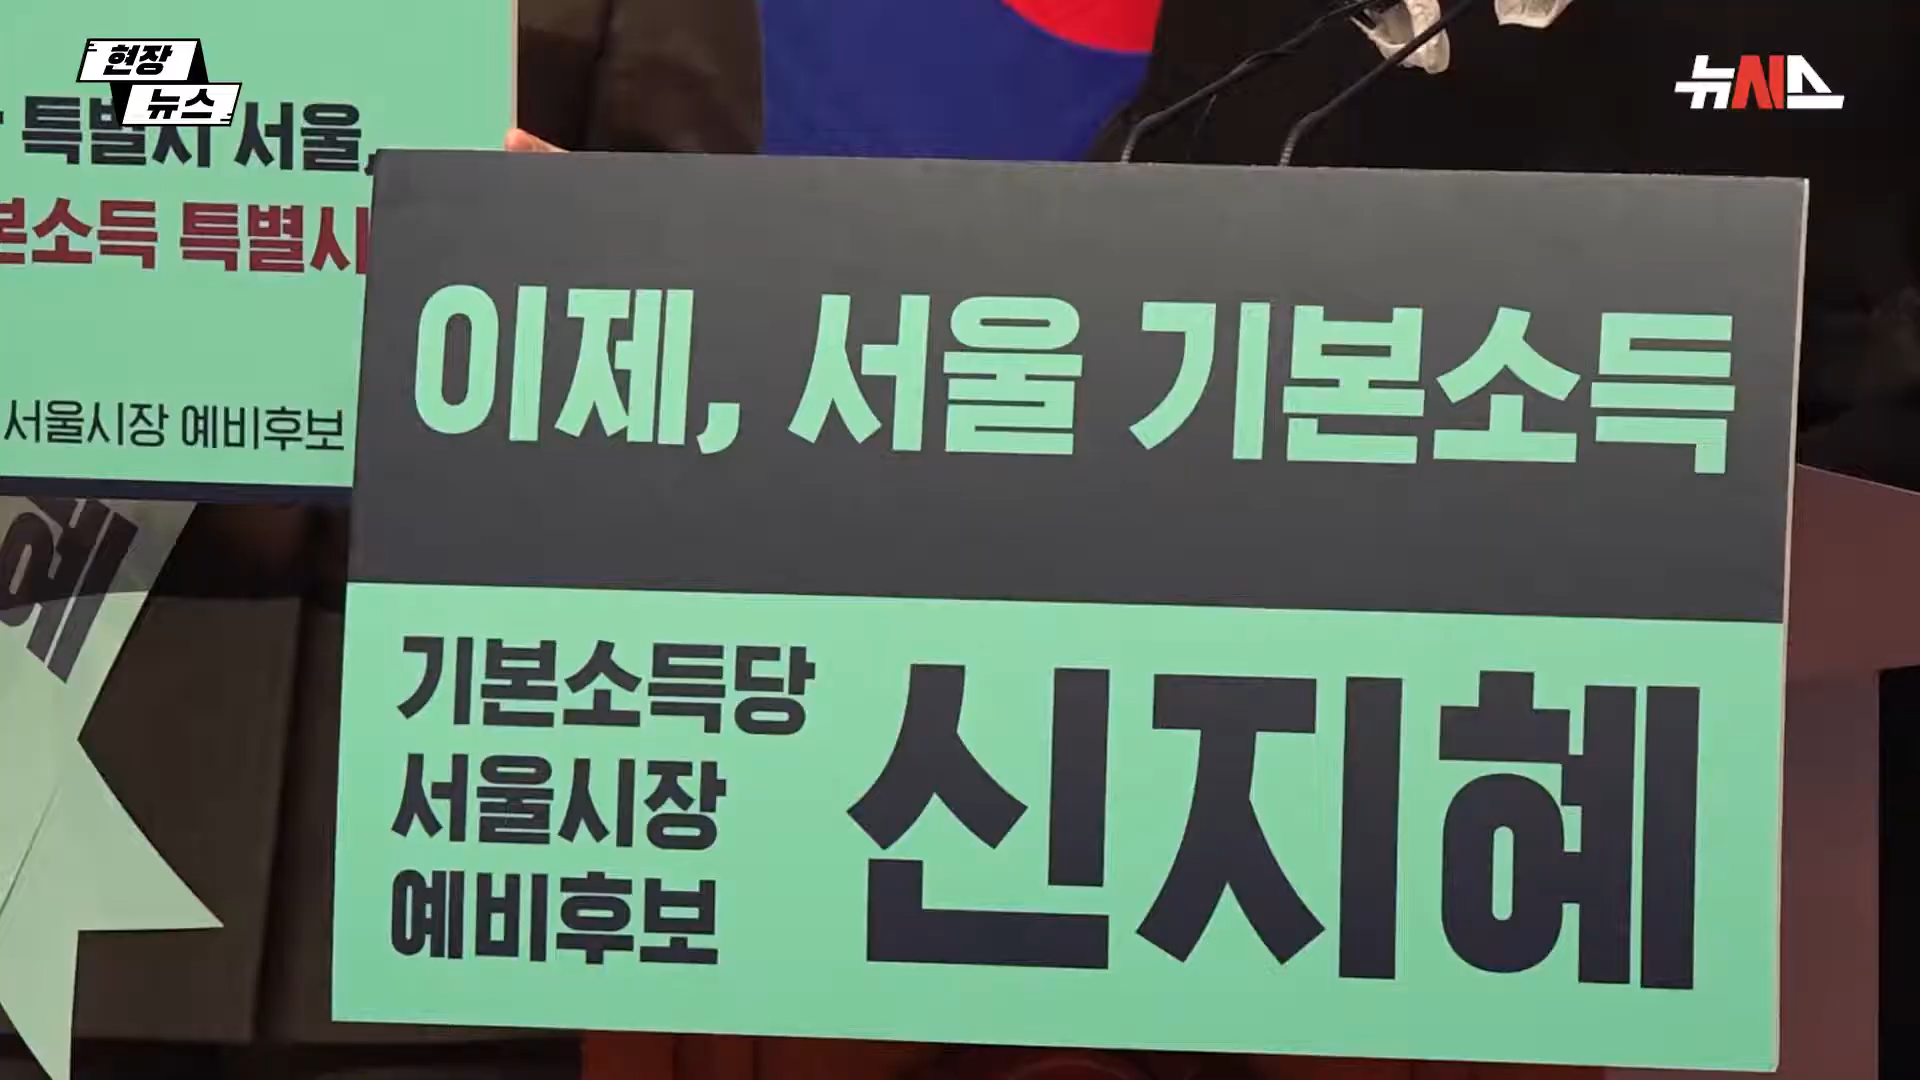 현장
뉴스
뉴시스
특별시 서울,
본소득 특별시
서울시장 예비후보
예
이제, 서울 기본소득
기본소득당
서울시장
예비후보
신지혜